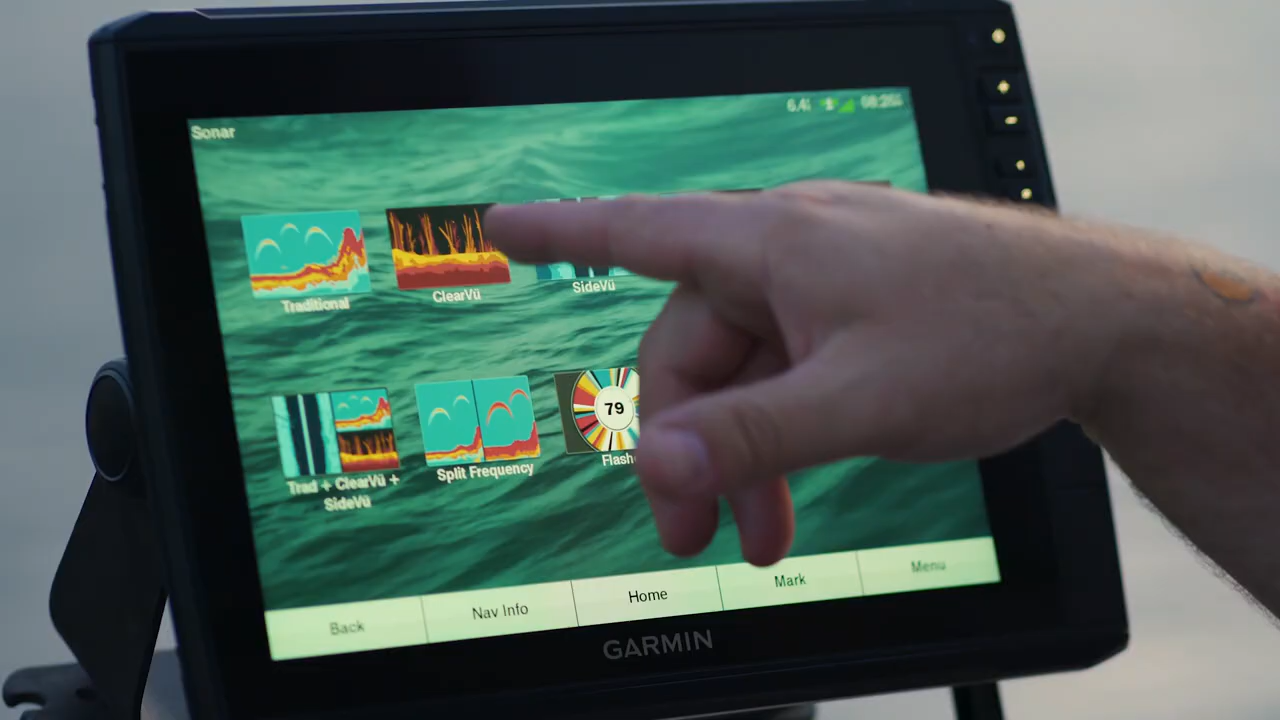 Sonar
Traditional
ClearVü
SideVü
Trad + ClearVü +
SideVü
Split Frequency
79
Back
Nav Info
Home
Mark
Menu
GARMIN